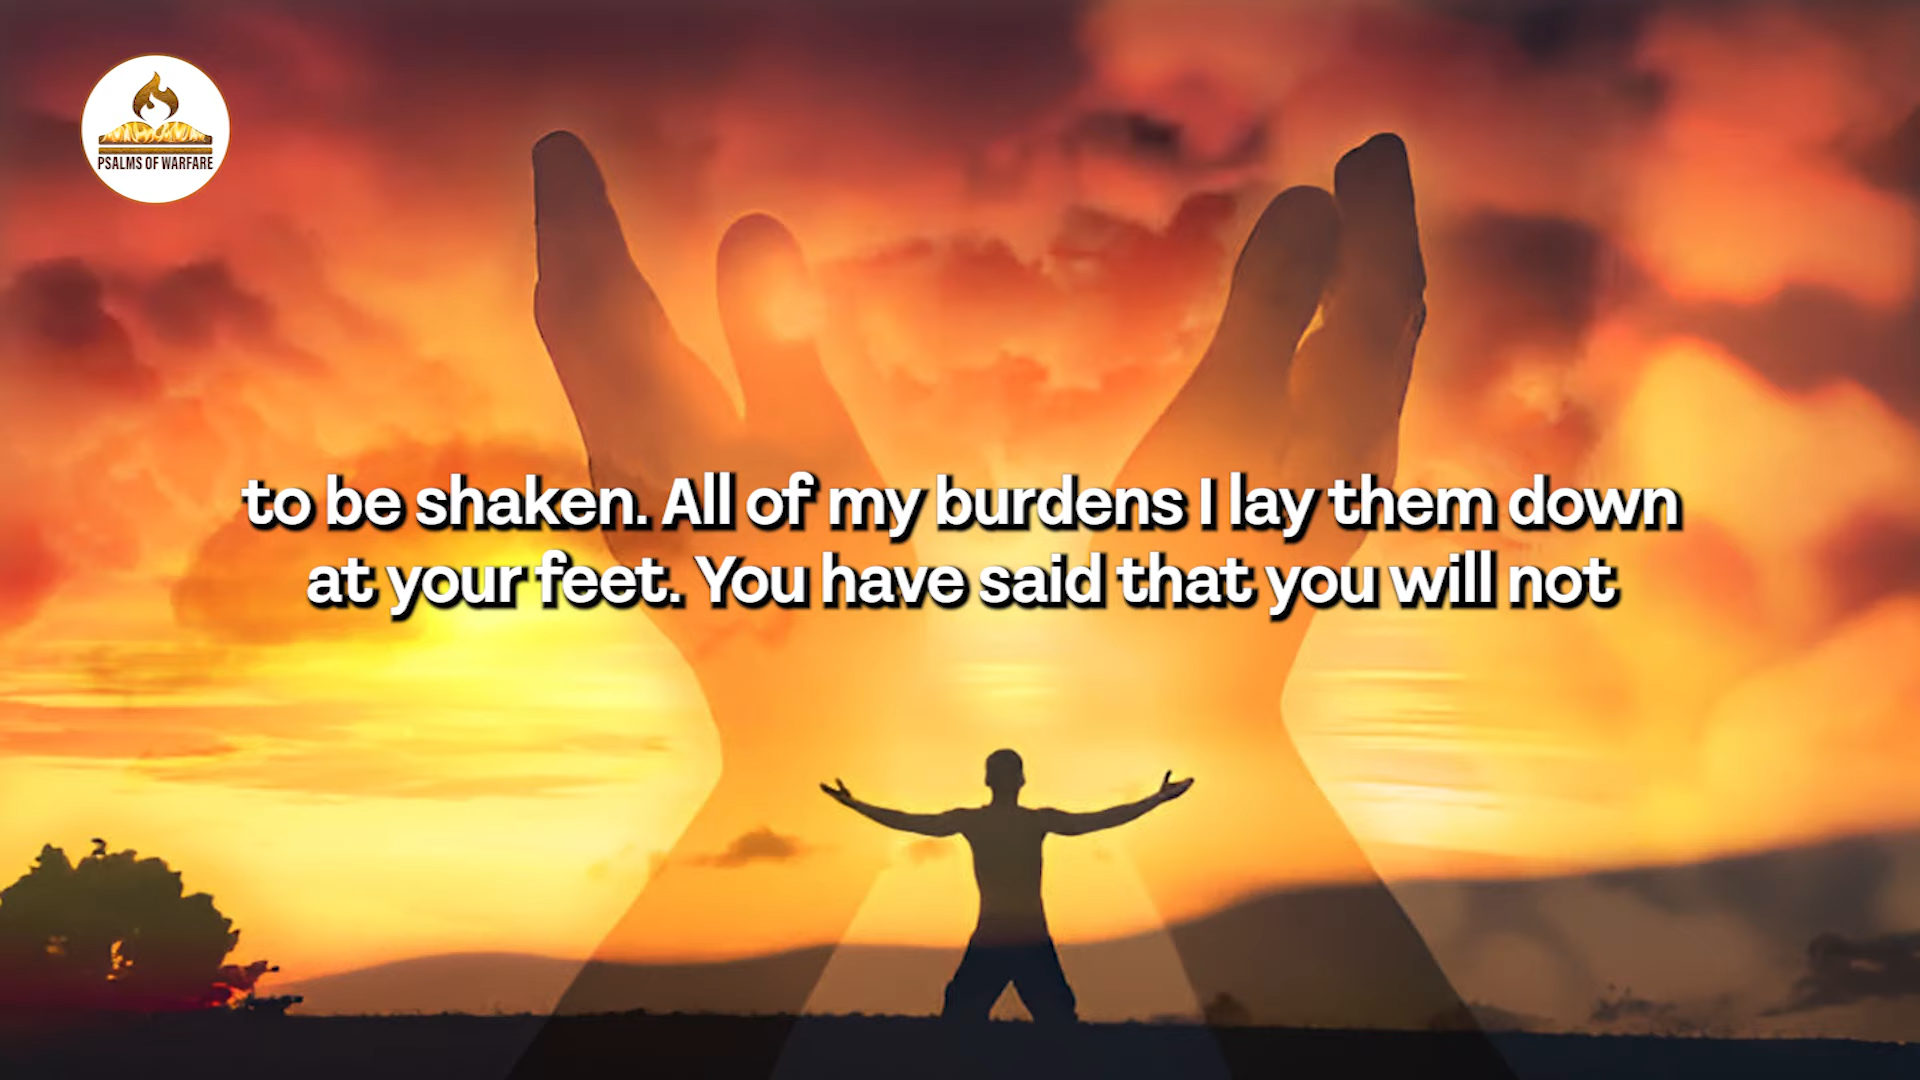 PSALMS OF WARFARE
to be shaken. All of my burdens I lay them down
at your feet. You have said that you will not